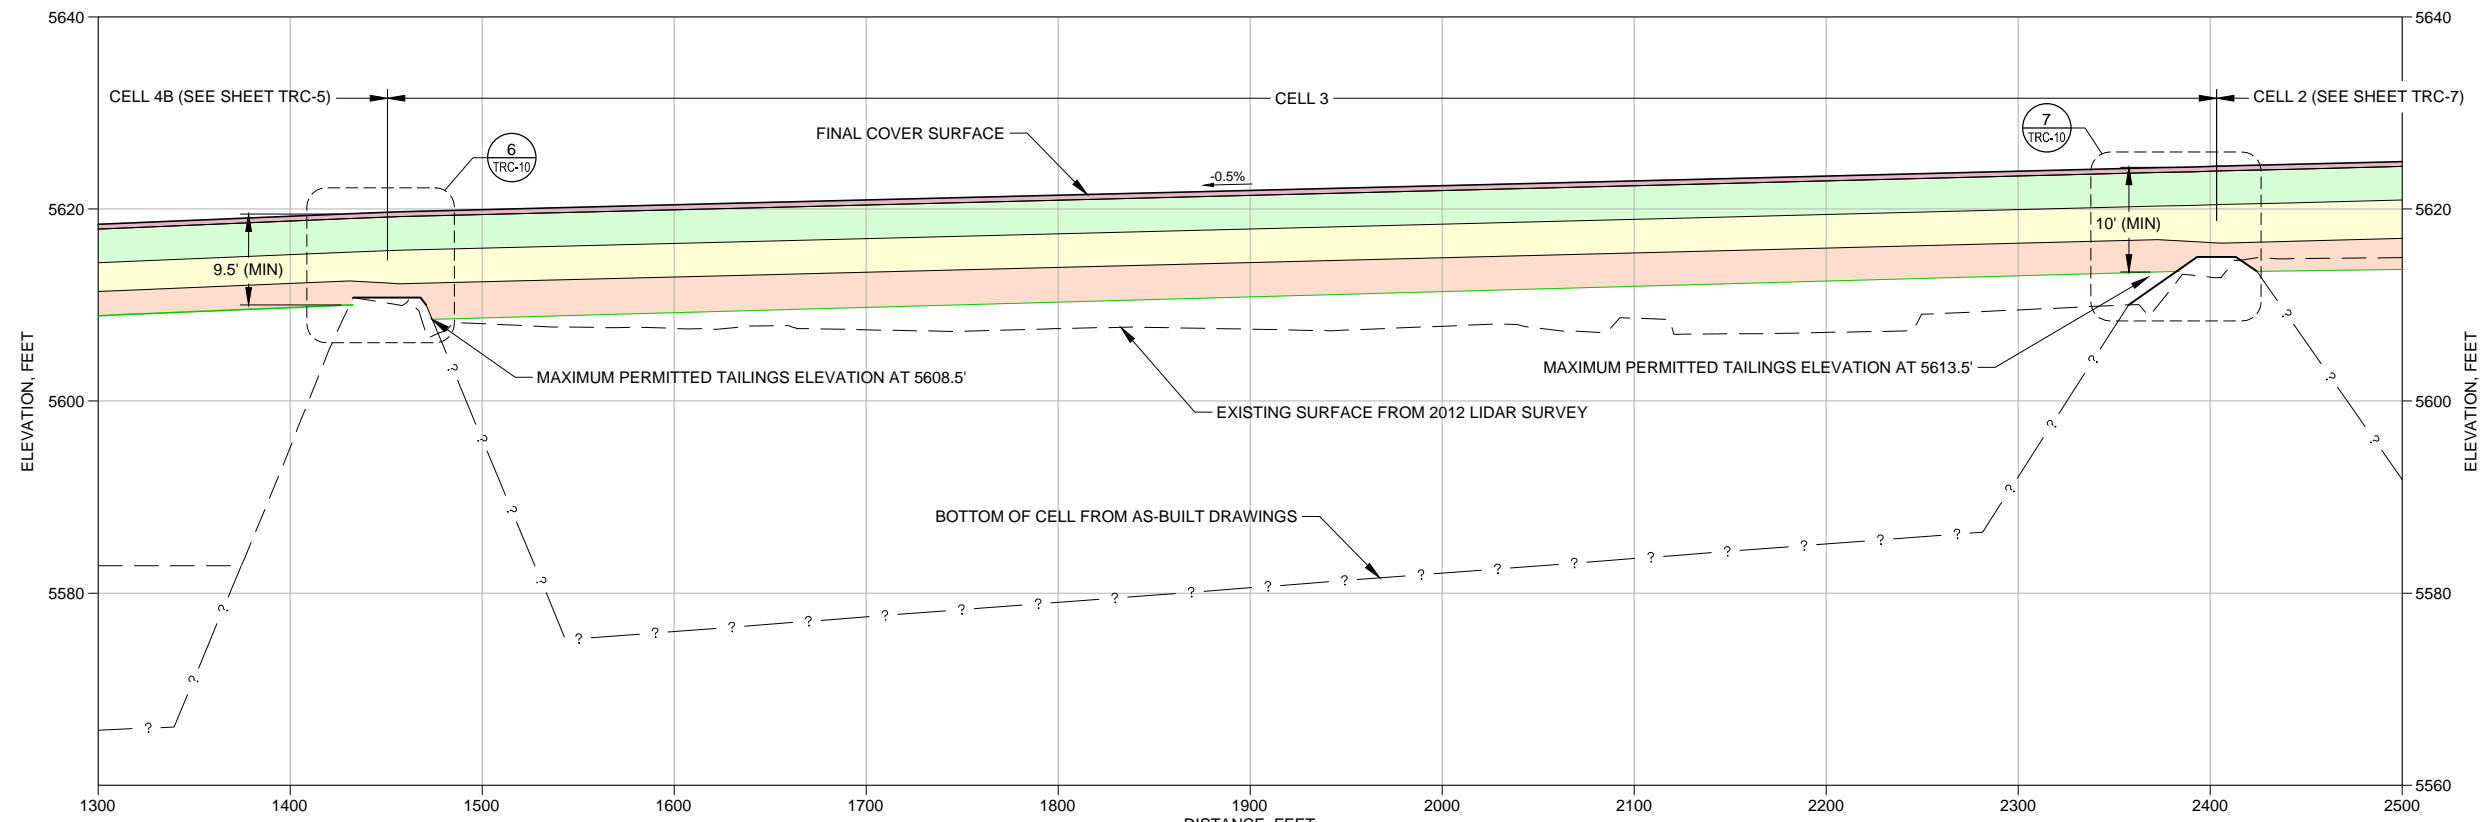 5640
5640
CELL 4B (SEE SHEET TRC-5)
CELL 3
CELL 2 (SEE SHEET TRC-7)
FINAL COVER SURFACE
6
TRC-10
7
TRC-10
-0.5%
5620
5620
10' (MIN)
9.5' (MIN)
MAXIMUM PERMITTED TAILINGS ELEVATION AT 5608.5'
MAXIMUM PERMITTED TAILINGS ELEVATION AT 5613.5'
EXISTING SURFACE FROM 2012 LIDAR SURVEY
5600
5600
ELEVATION, FEET
ELEVATION, FEET
BOTTOM OF CELL FROM AS-BUILT DRAWINGS
5580
5580
5560
1300 1400 1500 1600 1700 1800 1900 2000 2100 2200 2300 2400 2500
DISTANCE, FEET